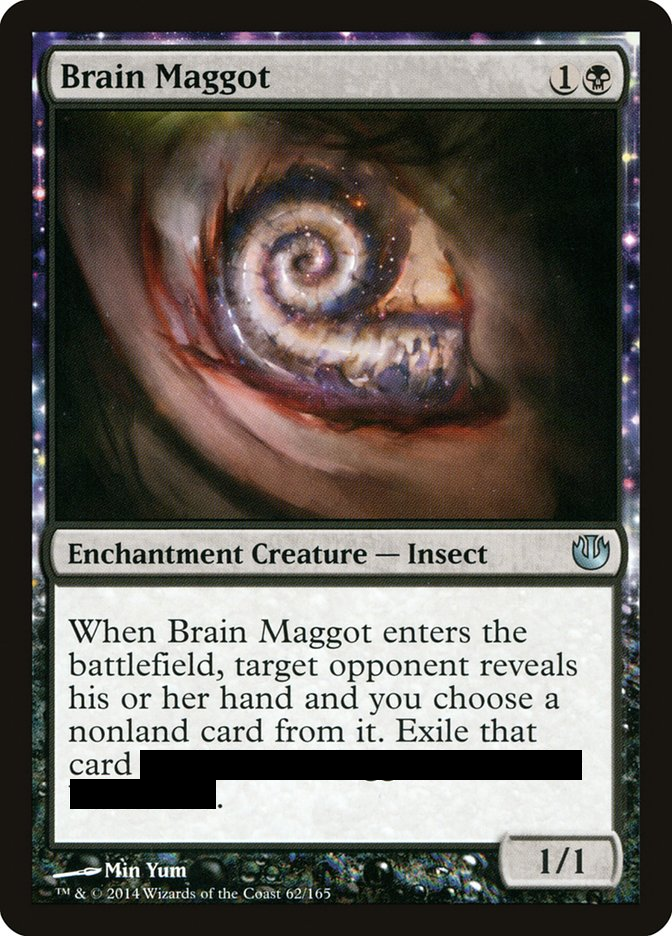 Brain Maggot
1
Enchantment Creature — Insect
When Brain Maggot enters the
battlefield, target opponent reveals
his or her hand and you choose a
nonland card from it. Exile that
card
.
1/1
Min Yum
™ & © 2014 Wizards of the Coast 62/165